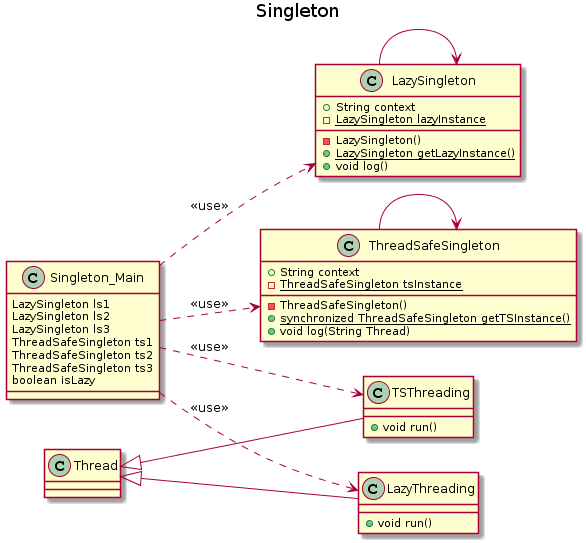 Singleton
C LazySingleton
String context
LazySingleton lazyInstance
LazySingleton()
LazySingleton getLazyInstance()
void log()
«use»
C ThreadSafeSingleton
String context
ThreadSafeSingleton tsInstance
ThreadSafeSingleton()
synchronized ThreadSafeSingleton getTSInstance()
void log(String Thread)
C Singleton_Main
LazySingleton ls1
LazySingleton ls2
LazySingleton ls3
ThreadSafeSingleton ts1
ThreadSafeSingleton ts2
ThreadSafeSingleton ts3
boolean isLazy
«use»
«use»
«use»
C TSThreading
void run()
C Thread
C LazyThreading
void run()